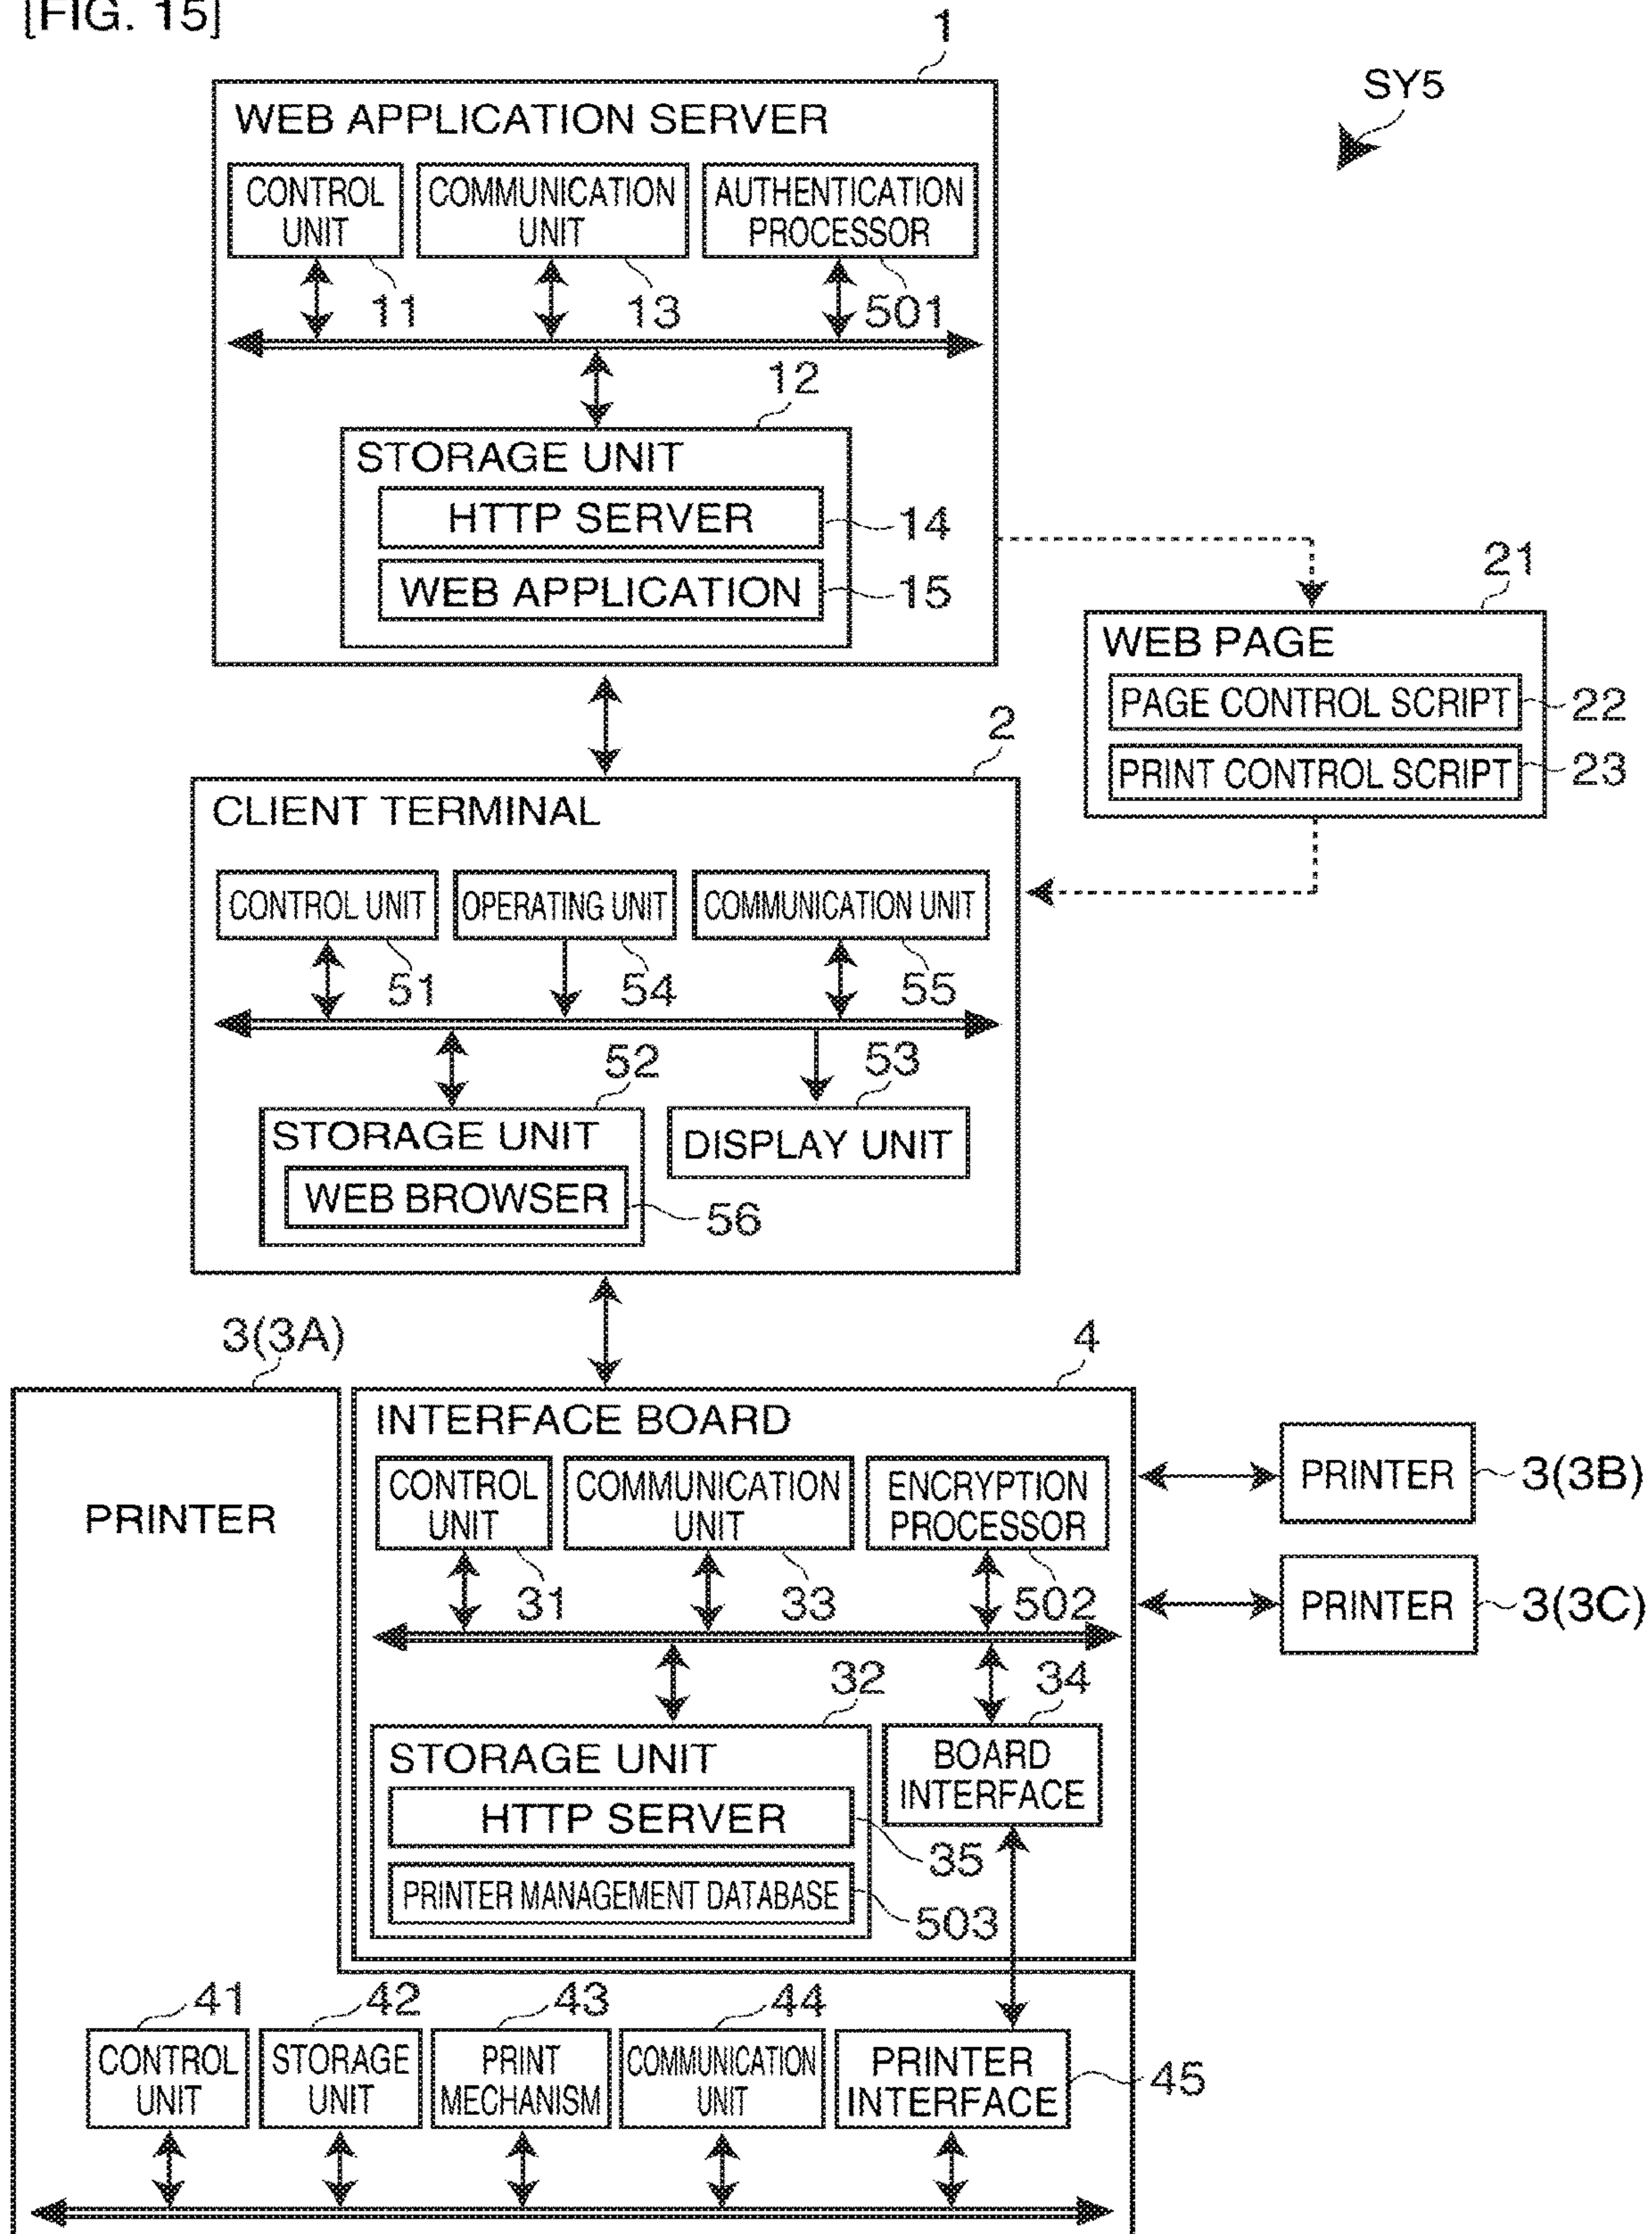 [FIG. 15]
1
SY5
WEB APPLICATION SERVER
CONTROL
UNIT
COMMUNICATION
UNIT
AUTHENTICATION
PROCESSOR
11
13
501
12
STORAGE UNIT
HTTP SERVER
14
WEB APPLICATION
15
21
WEB PAGE
PAGE CONTROL SCRIPT
22
PRINT CONTROL SCRIPT
23
2
CLIENT TERMINAL
CONTROL UNIT
OPERATING UNIT
COMMUNICATION UNIT
51
54
55
52
53
STORAGE UNIT
WEB BROWSER
56
DISPLAY UNIT
3(3A)
4
PRINTER
INTERFACE BOARD
CONTROL
UNIT
COMMUNICATION
UNIT
ENCRYPTION
PROCESSOR
31
33
502
PRINTER
3(3B)
PRINTER
3(3C)
32
34
STORAGE UNIT
HTTP SERVER
35
PRINTER MANAGEMENT DATABASE
503
BOARD
INTERFACE
41
42
43
44
CONTROL
UNIT
STORAGE
UNIT
PRINT
MECHANISM
COMMUNICATION
UNIT
PRINTER
INTERFACE
45